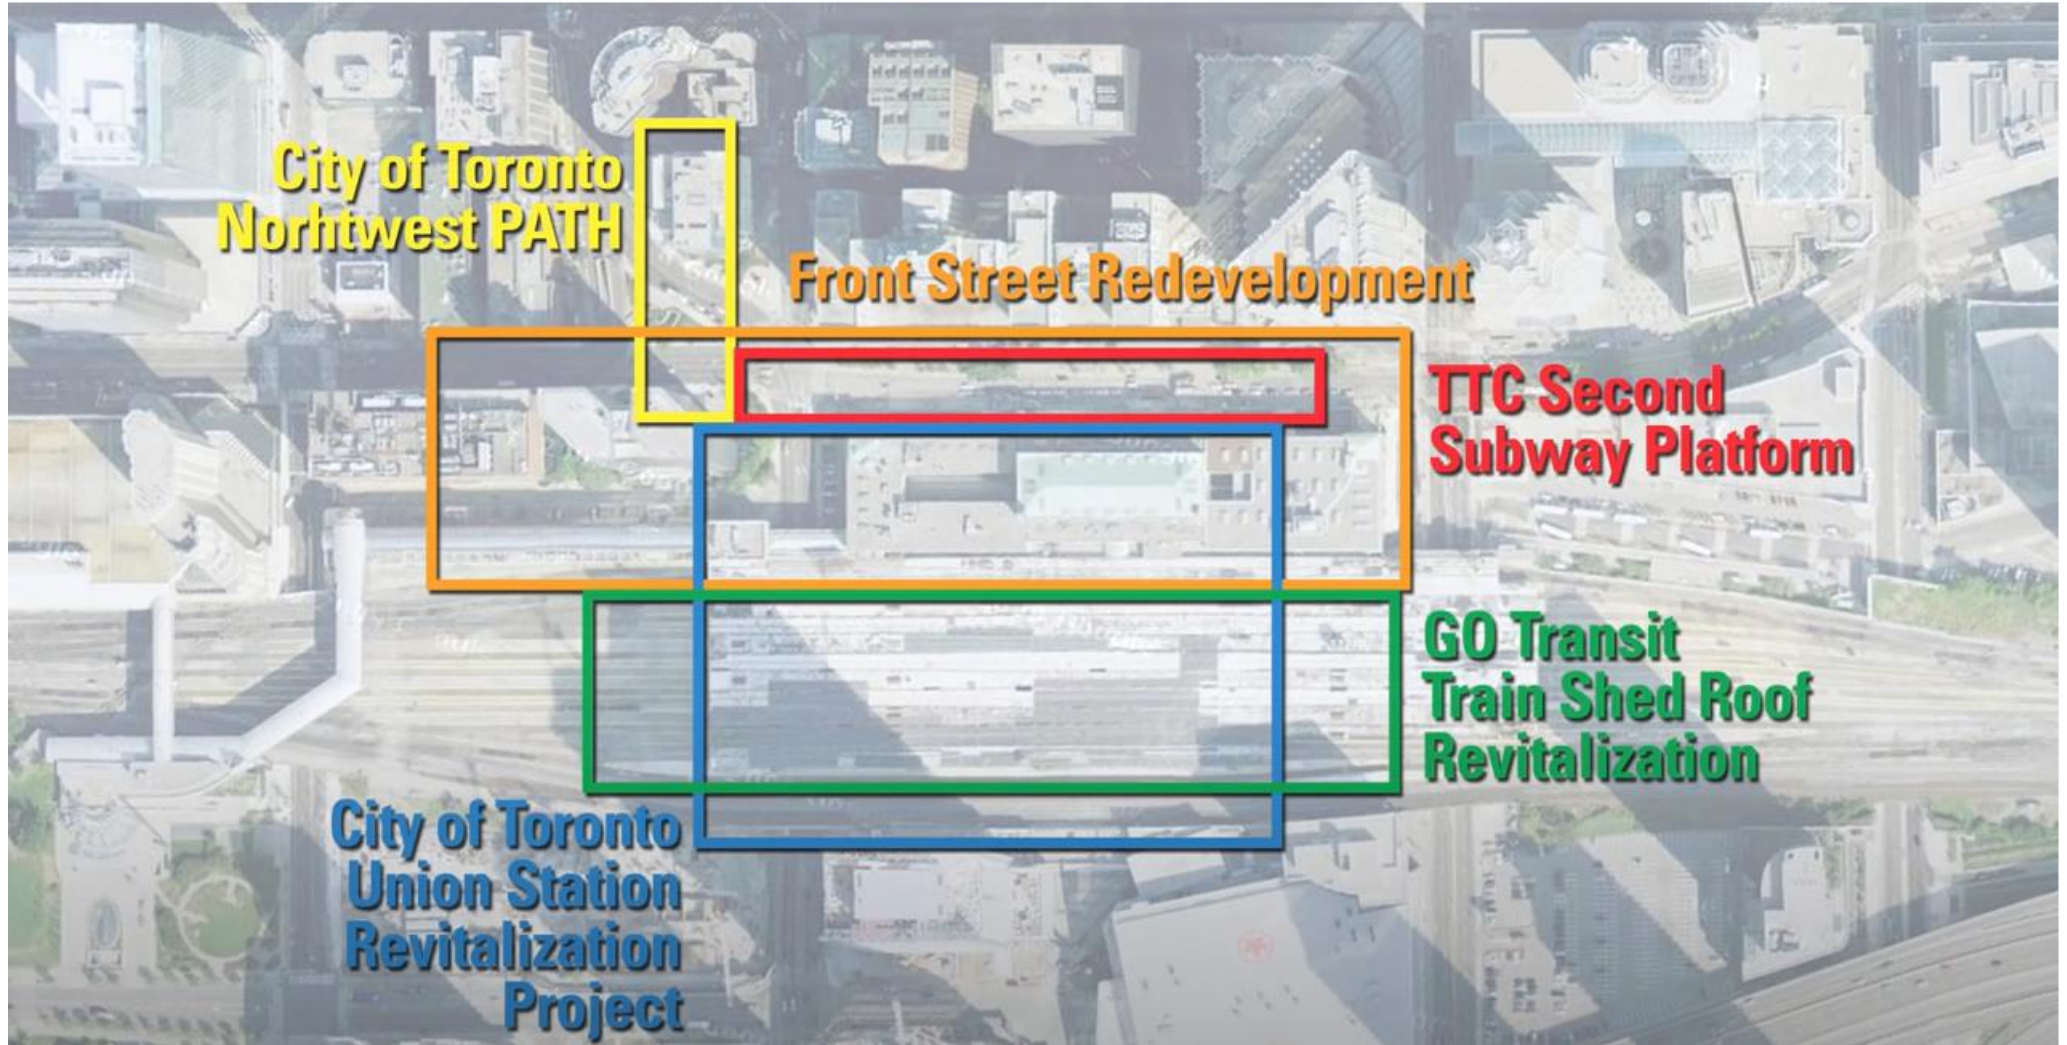 City of Toronto
Norhtwest PATH
Front Street Redevelopment
TTC Second
Subway Platform
GO Transit
Train Shed Roof
Revitalization
City of Toronto
Union Station
Revitalization
Project